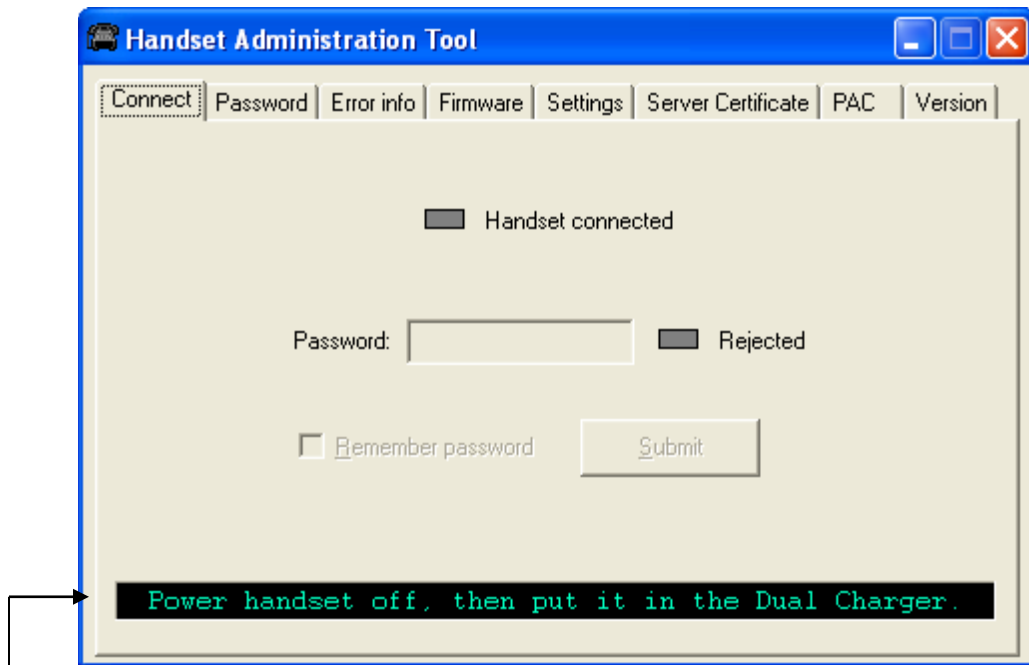 Handset Administration Tool
Connect Password Error info Firmware Settings Server Certificate PAC Version
Handset connected
Password: Rejected
Remember password Submit
Power handset off, then put it in the Dual Charger.